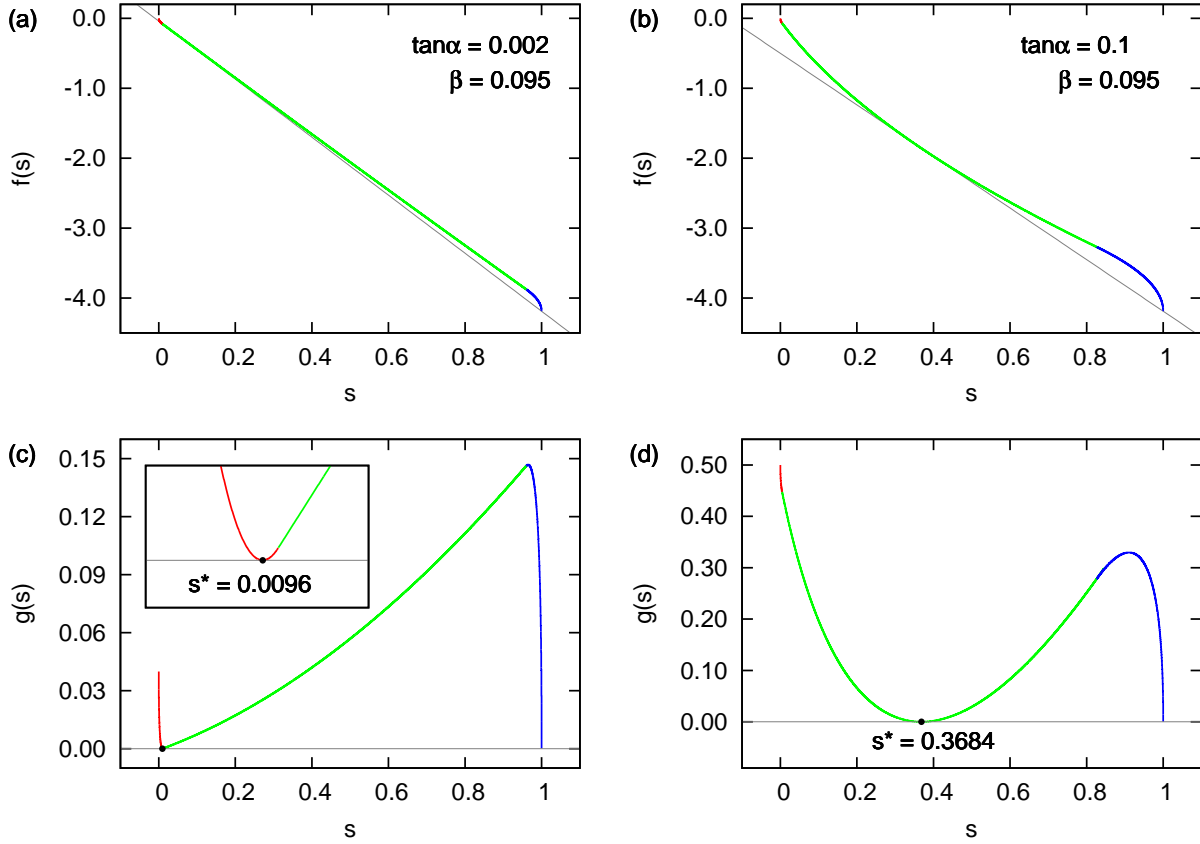 (a)
0.0
-1.0
-2.0
-3.0
-4.0
f(s)
tanα = 0.002
β = 0.095
0 0.2 0.4 0.6 0.8 1
s
(b)
0.0
-1.0
-2.0
-3.0
-4.0
f(s)
tanα = 0.1
β = 0.095
0 0.2 0.4 0.6 0.8 1
s
(c)
0.15
0.12
0.09
0.06
0.03
0.00
g(s)
s* = 0.0096
0 0.2 0.4 0.6 0.8 1
s
(d)
0.50
0.40
0.30
0.20
0.10
0.00
g(s)
s* = 0.3684
0 0.2 0.4 0.6 0.8 1
s